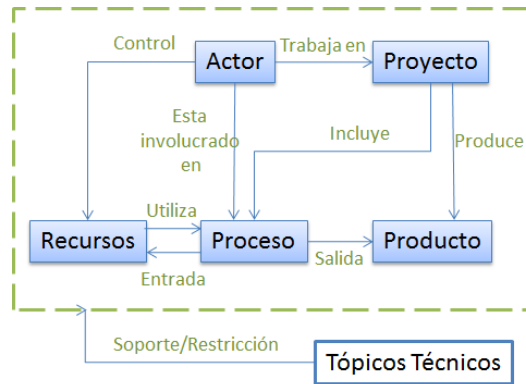 Control
Actor
Trabaja en
Proyecto
Esta
involucrado
en
Incluye
Produce
Utiliza
Recursos
Proceso
Producto
Entrada
Salida
Soporte/Restricción
Tópicos Técnicos